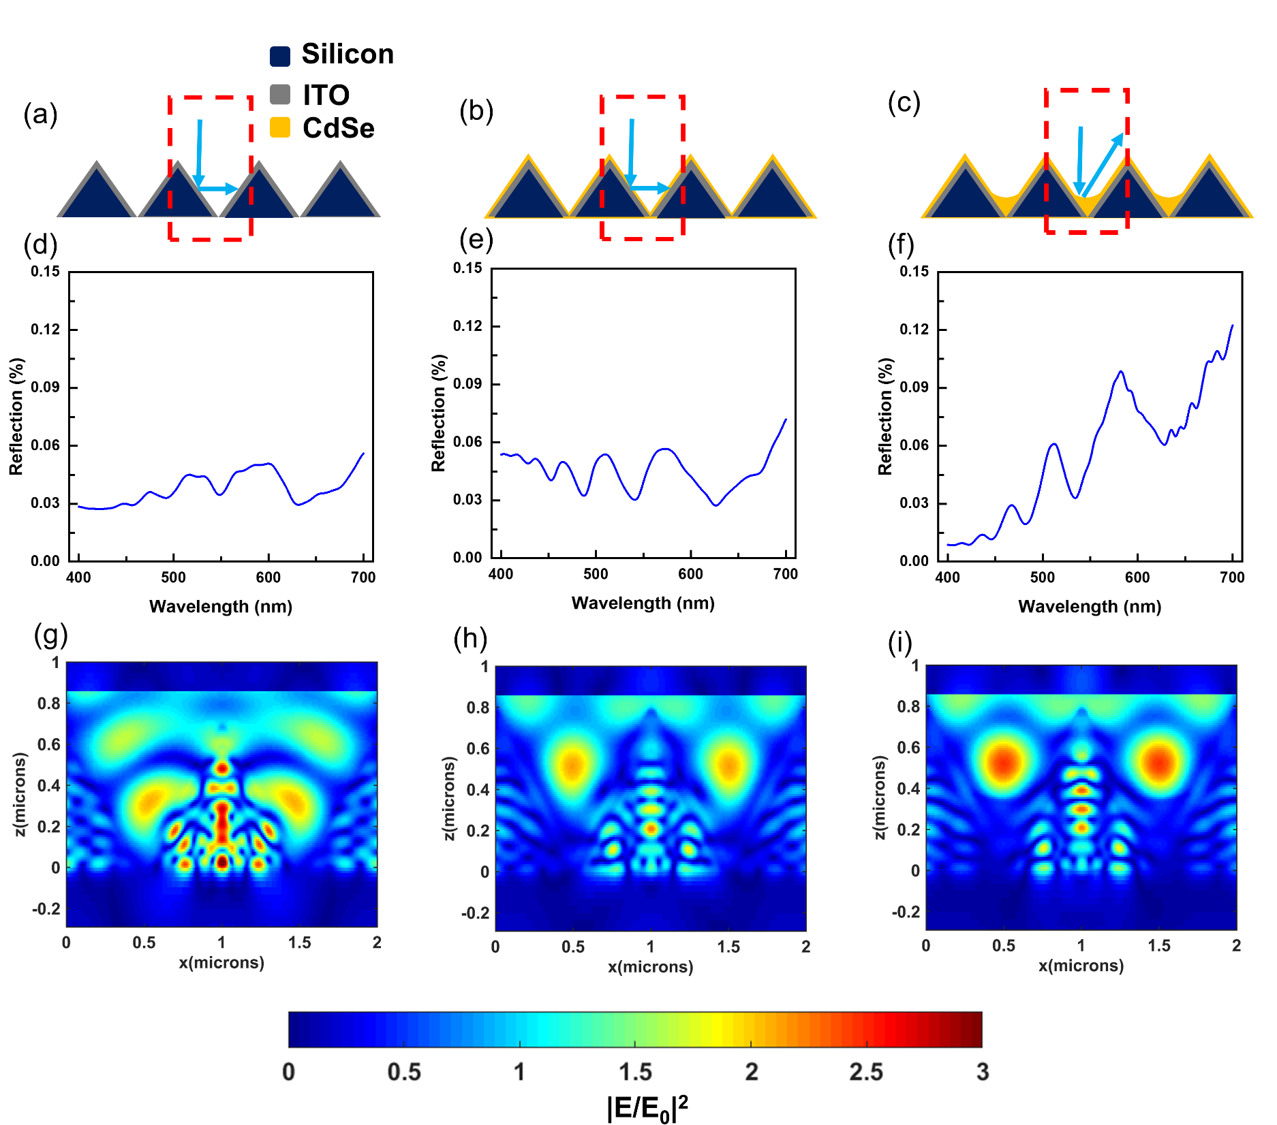 Silicon
ITO
CdSe
(a)
(b)
(c)
(d)
(e)
(f)
0.15
0.12
0.09
0.06
0.03
0.00
Reflection (%)
400 500 600 700
Wavelength (nm)
0.15
0.12
0.09
0.06
0.03
0.00
Reflection (%)
400 500 600 700
Wavelength (nm)
0.15
0.12
0.09
0.06
0.03
0.00
Reflection (%)
400 500 600 700
Wavelength (nm)
(g)
1
0.8
0.6
0.4
0.2
0
-0.2
z(microns)
0 0.5 1 1.5 2
x(microns)
(h)
1
0.8
0.6
0.4
0.2
0
-0.2
z(microns)
0 0.5 1 1.5 2
x(microns)
(i)
1
0.8
0.6
0.4
0.2
0
-0.2
z(microns)
0 0.5 1 1.5 2
x(microns)
0 0.5 1 1.5 2 2.5 3
|E/E₀|²